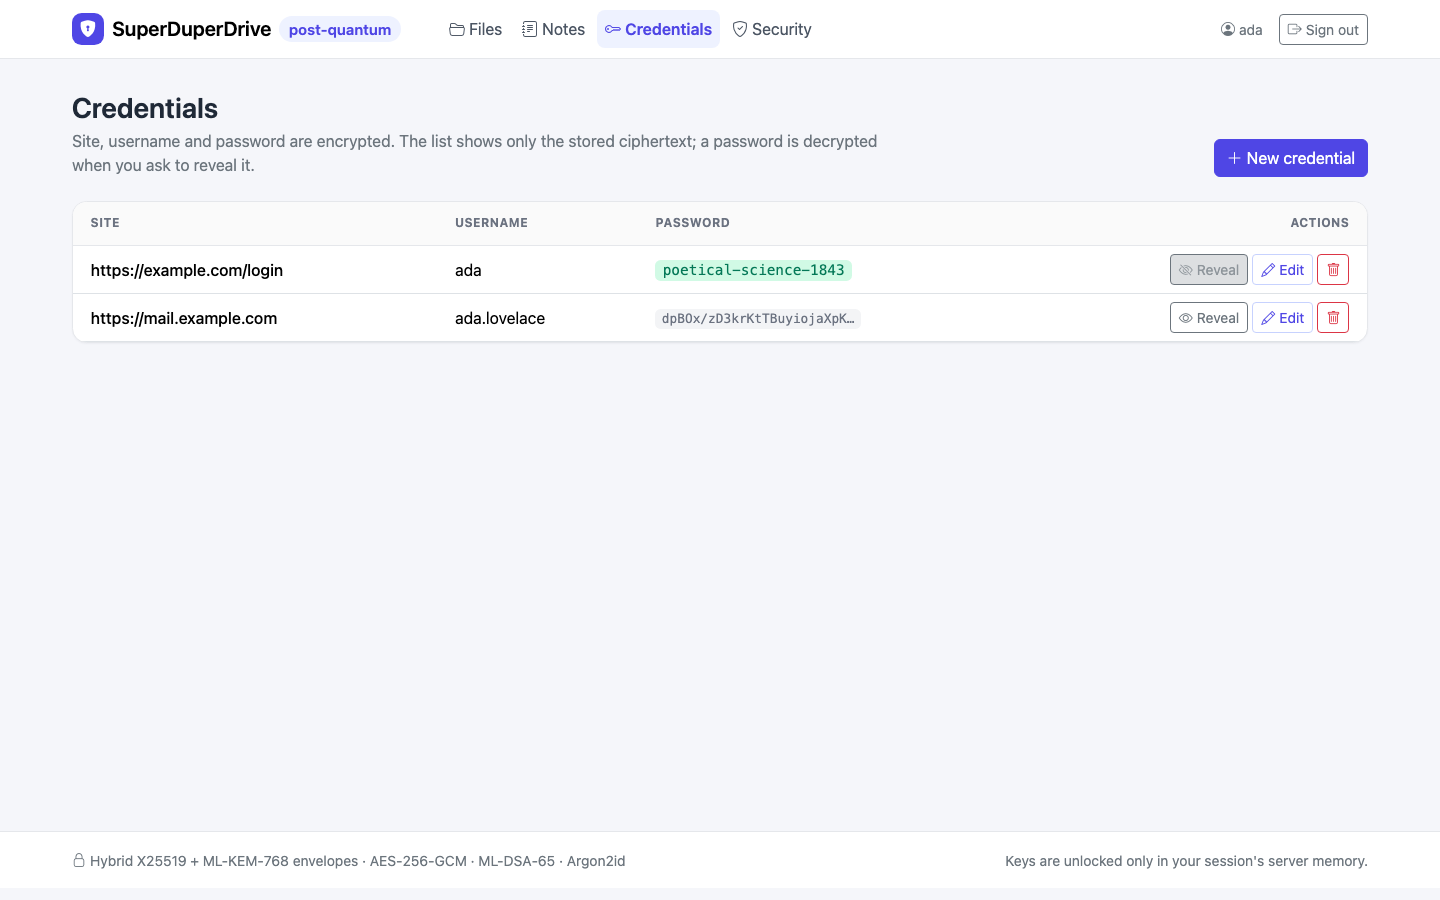 SuperDuperDrive post-quantum Files Notes Credentials Security ada Sign out
Credentials
Site, username and password are encrypted. The list shows only the stored ciphertext; a password is decrypted
when you ask to reveal it.
New credential
SITE USERNAME PASSWORD ACTIONS
https://example.com/login ada poetical-science-1843 Reveal Edit
https://mail.example.com ada.lovelace dpBOx/zD3krKtTBuyiojaXpK… Reveal Edit
Hybrid X25519 + ML-KEM-768 envelopes · AES-256-GCM · ML-DSA-65 · Argon2id
Keys are unlocked only in your session's server memory.